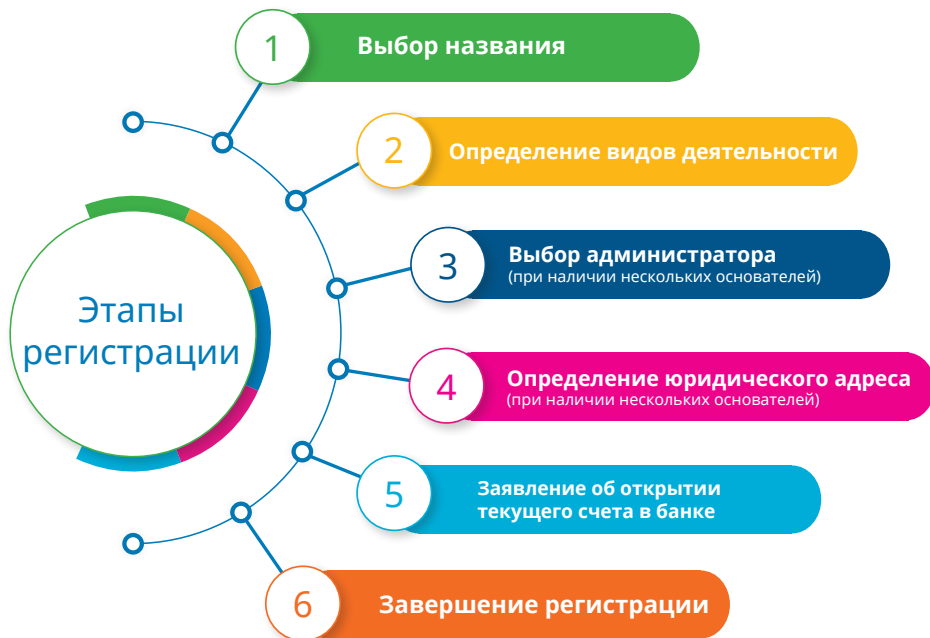 Этапы
регистрации
1
Выбор названия
2
Определение видов деятельности
3
Выбор администратора
(при наличии нескольких основателей)
4
Определение юридического адреса
(при наличии нескольких основателей)
5
Заявление об открытии
текущего счета в банке
6
Завершение регистрации